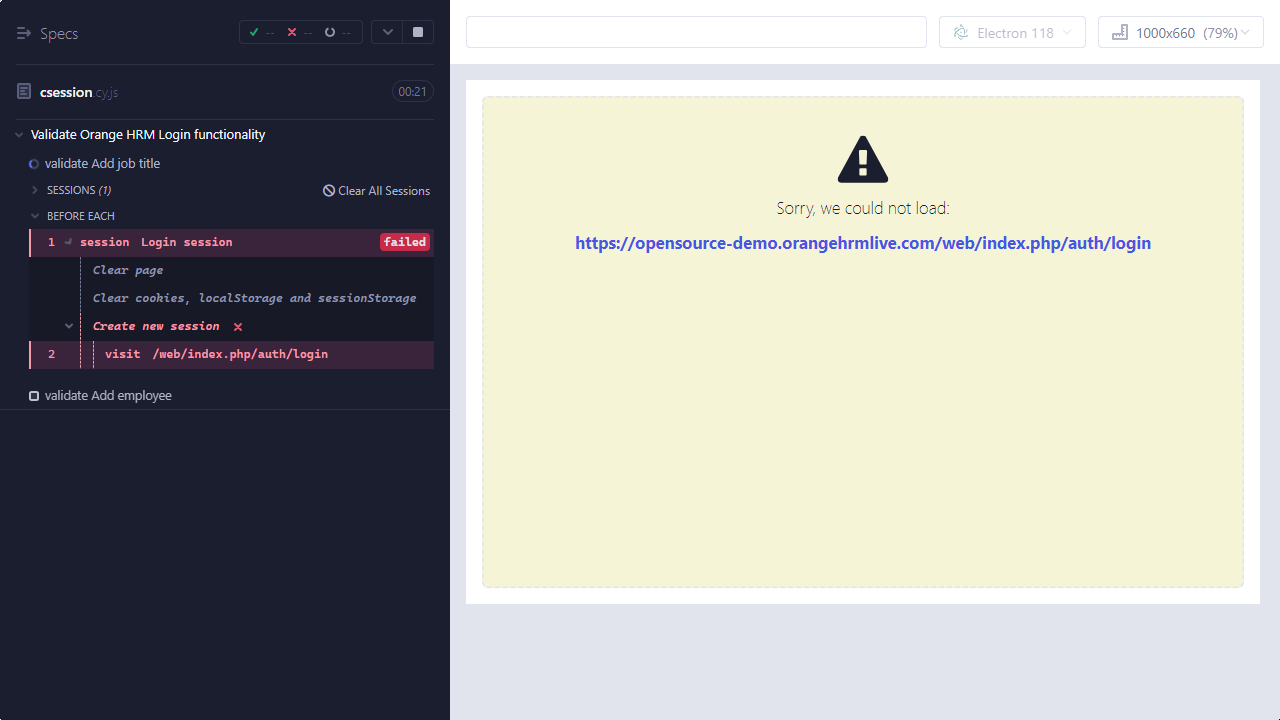 Specs
-- -- --
csession.cy.js
00:21
Validate Orange HRM Login functionality
validate Add job title
SESSIONS (1)
Clear All Sessions
BEFORE EACH
1 session Login session failed
Clear page
Clear cookies, localStorage and sessionStorage
Create new session
2 visit /web/index.php/auth/login
validate Add employee
Electron 118
1000x660 (79%)
Sorry, we could not load:
https://opensource-demo.orangehrmlive.com/web/index.php/auth/login